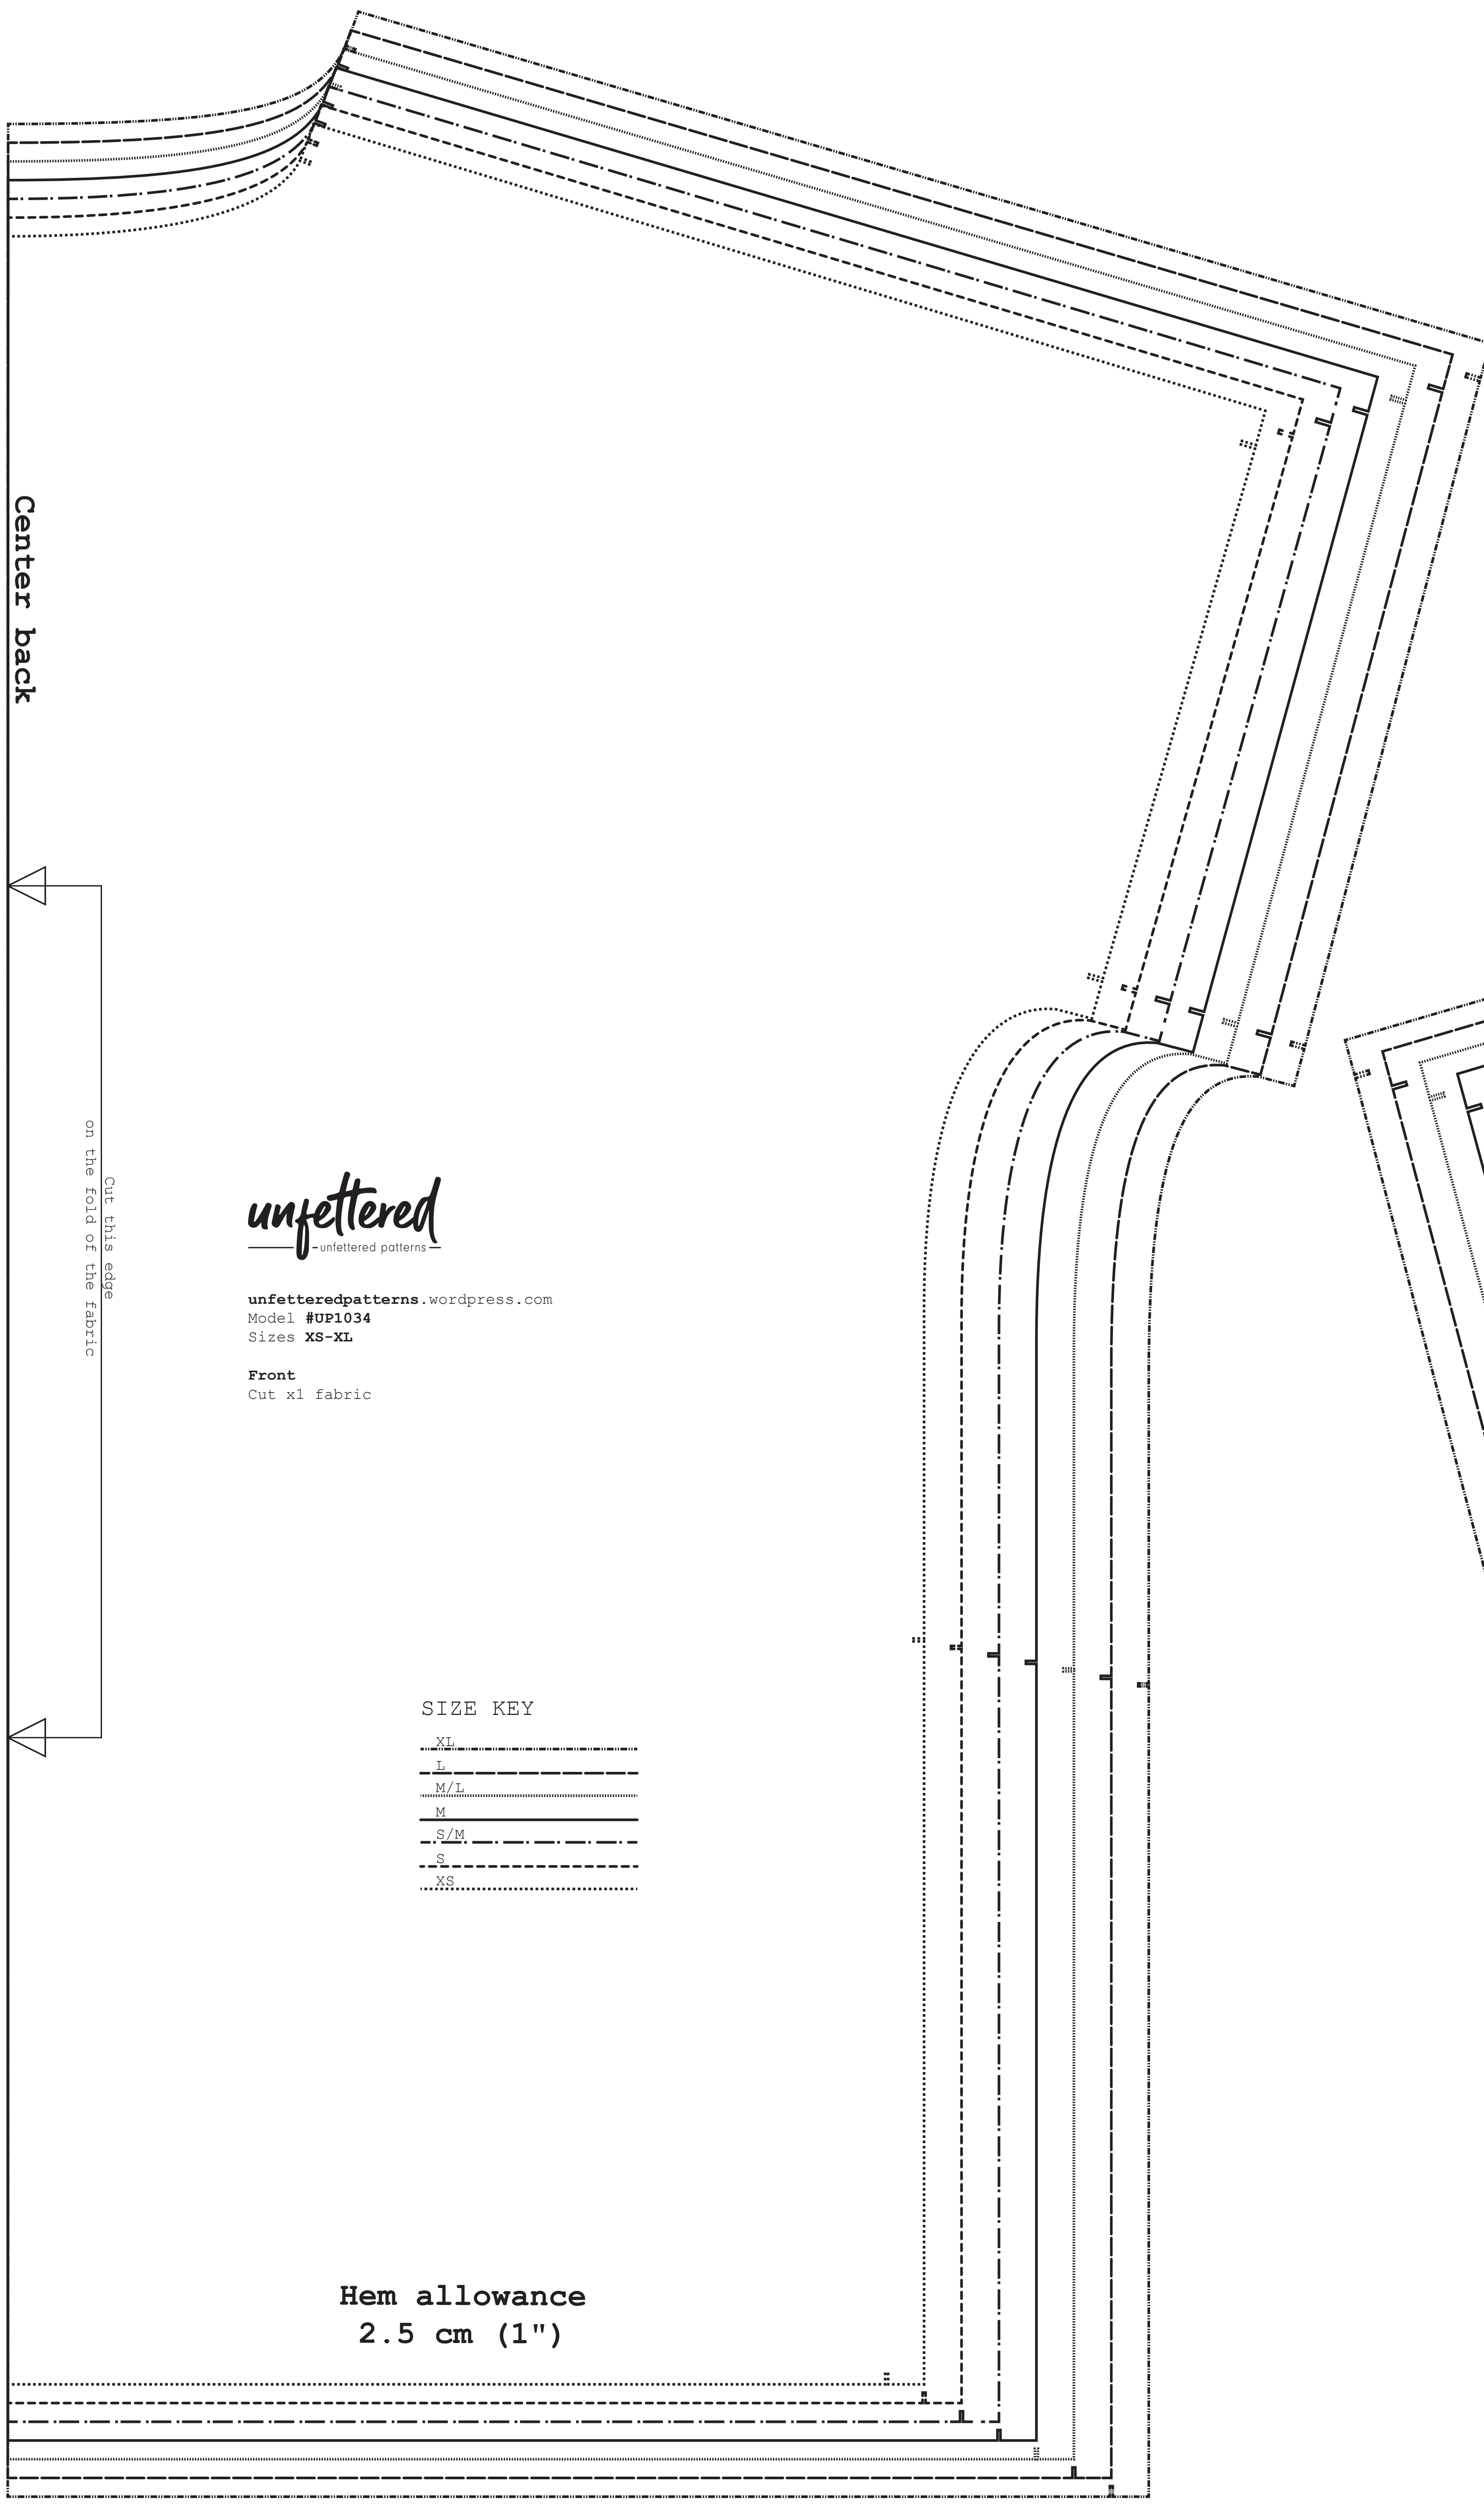 Center back
Cut this edge
on the fold of the fabric
unfettered
unfettered patterns
unfetteredpatterns.wordpress.com
Model #UP1034
Sizes XS-XL
Front
Cut x1 fabric
SIZE KEY
XL
L
M/L
M
S/M
S
XS
Hem allowance
2.5 cm (1")